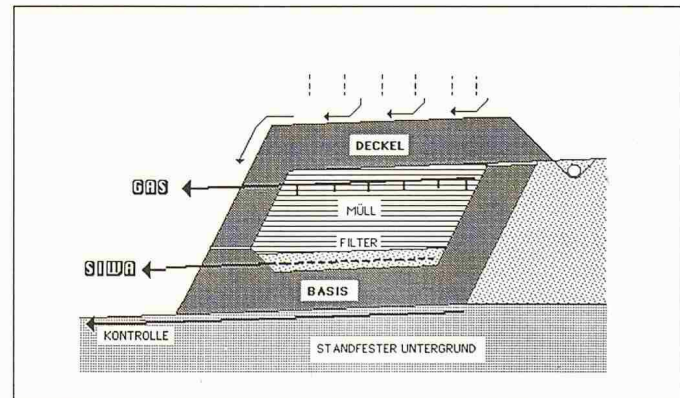 DECKEL
GAS
MÜLL
FILTER
SIWA
BASIS
KONTROLLE
STANDFESTER UNTERGRUND